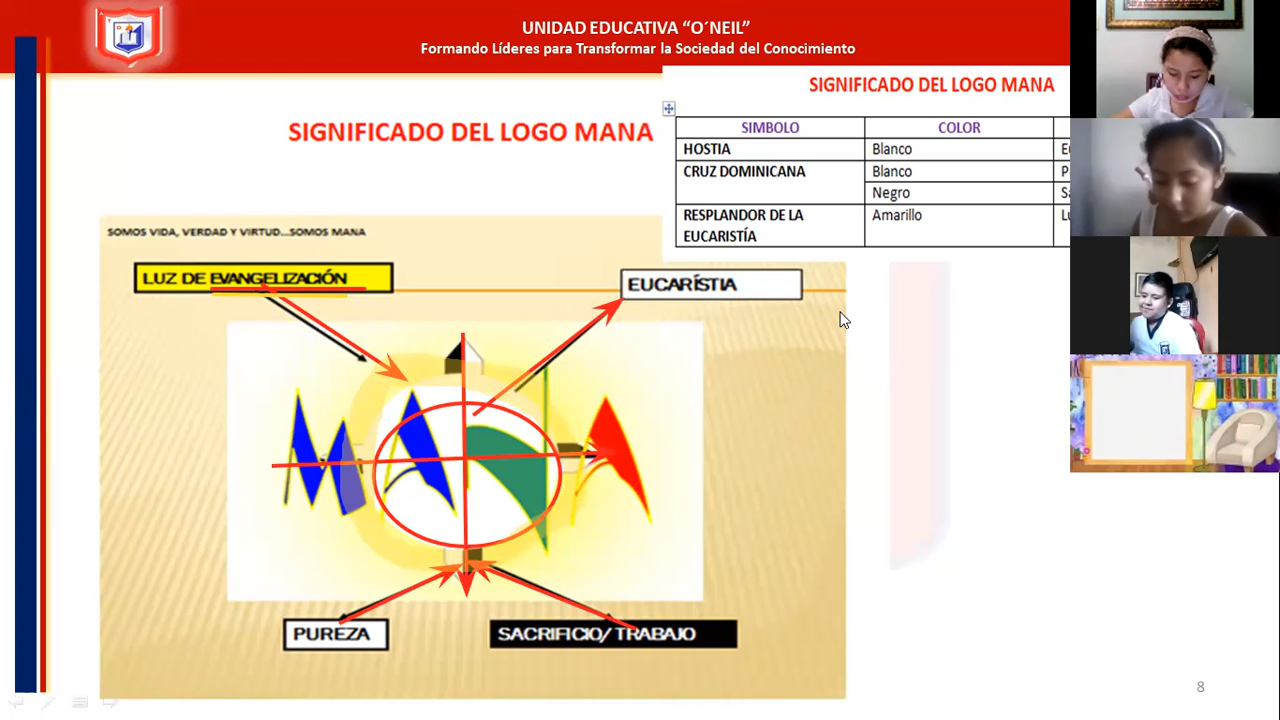 UNIDAD EDUCATIVA “O´NEIL”
Formando Líderes para Transformar la Sociedad del Conocimiento
SIGNIFICADO DEL LOGO MANA
SIGNIFICADO DEL LOGO MANA
SIMBOLO COLOR
HOSTIA Blanco
CRUZ DOMINICANA Blanco
Negro
RESPLANDOR DE LA EUCARISTÍA Amarillo
SOMOS VIDA, VERDAD Y VIRTUD...SOMOS MANA
LUZ DE EVANGELIZACIÓN
EUCARÍSTIA
MANA
PUREZA
SACRIFICIO/ TRABAJO
8